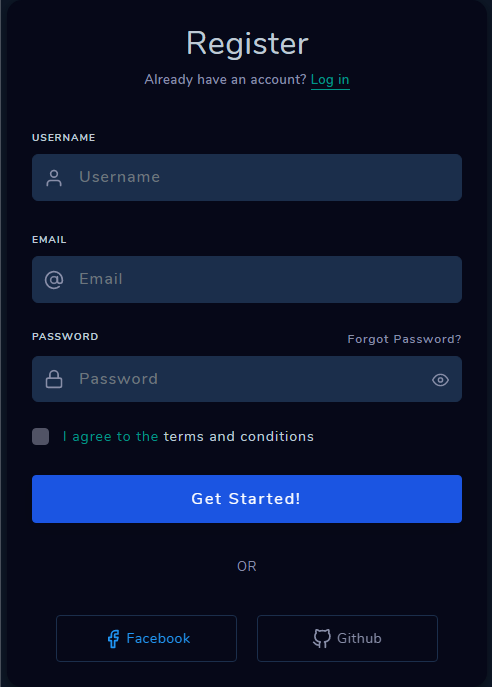 Register
Already have an account? Log in
USERNAME
Username
EMAIL
Email
PASSWORD Forgot Password?
Password
I agree to the terms and conditions
Get Started!
OR
Facebook Github